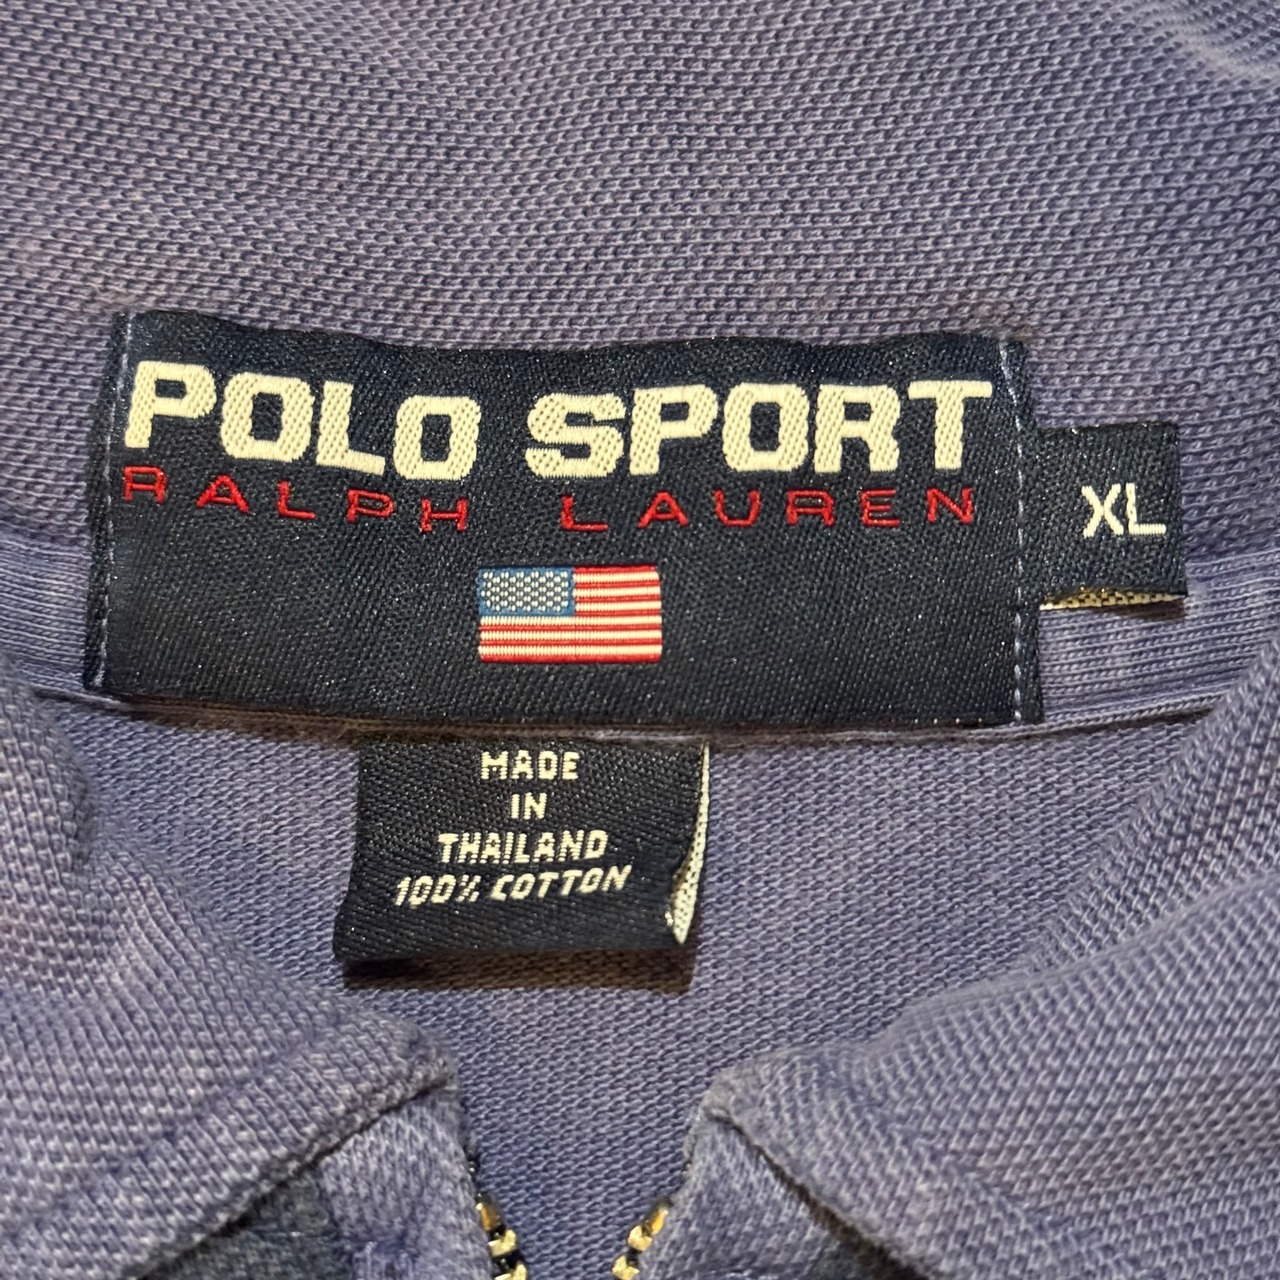 POLO SPORT
RALPH LAUREN
XL
MADE
IN
THAILAND
100% COTTON